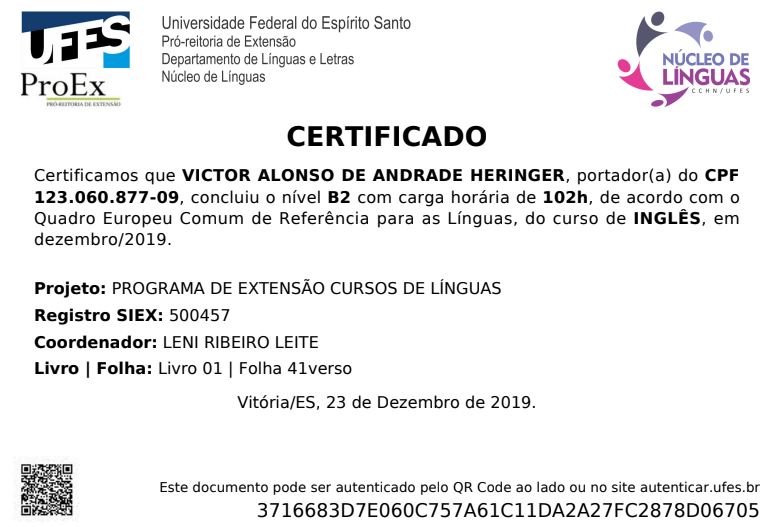 UFES
ProEx
PRÓ-REITORIA DE EXTENSÃO
Universidade Federal do Espírito Santo
Pró-reitoria de Extensão
Departamento de Línguas e Letras
Núcleo de Línguas
NÚCLEO DE
LÍNGUAS
CCHN/UFES
CERTIFICADO
Certificamos que VICTOR ALONSO DE ANDRADE HERINGER, portador(a) do CPF
123.060.877-09, concluiu o nível B2 com carga horária de 102h, de acordo com o
Quadro Europeu Comum de Referência para as Línguas, do curso de INGLÊS, em
dezembro/2019.
Projeto: PROGRAMA DE EXTENSÃO CURSOS DE LÍNGUAS
Registro SIEX: 500457
Coordenador: LENI RIBEIRO LEITE
Livro | Folha: Livro 01 | Folha 41verso
Vitória/ES, 23 de Dezembro de 2019.
Este documento pode ser autenticado pelo QR Code ao lado ou no site autenticar.ufes.br
3716683D7E060C757A61C11DA2A27FC2878D06705